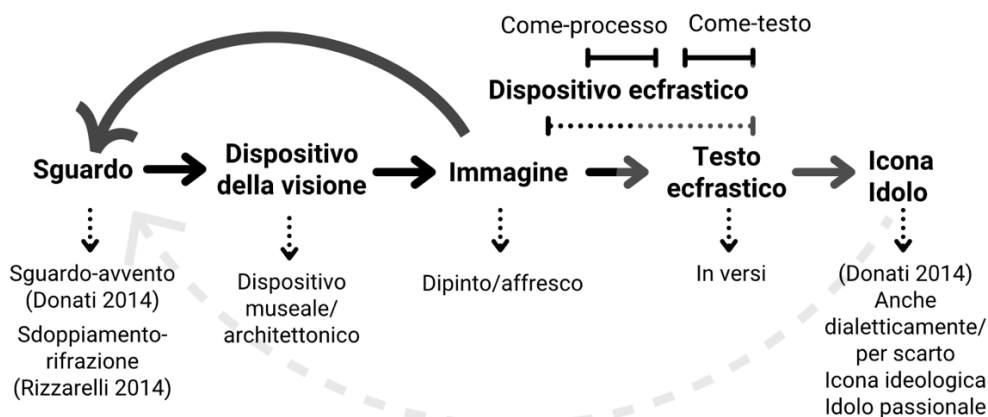 Come-processo
Come-testo
Dispositivo ecfrastico
Sguardo
Dispositivo
della visione
Immagine
Testo
ecfrastico
Icona
Idolo
Sguardo-avvento
(Donati 2014)
Sdoppiamento-
rifrazione
(Rizzarelli 2014)
Dispositivo
museale/
architettonico
Dipinto/affresco
In versi
(Donati 2014)
Anche
dialetticamente/
per scarto
Icona ideologica
Idolo passionale